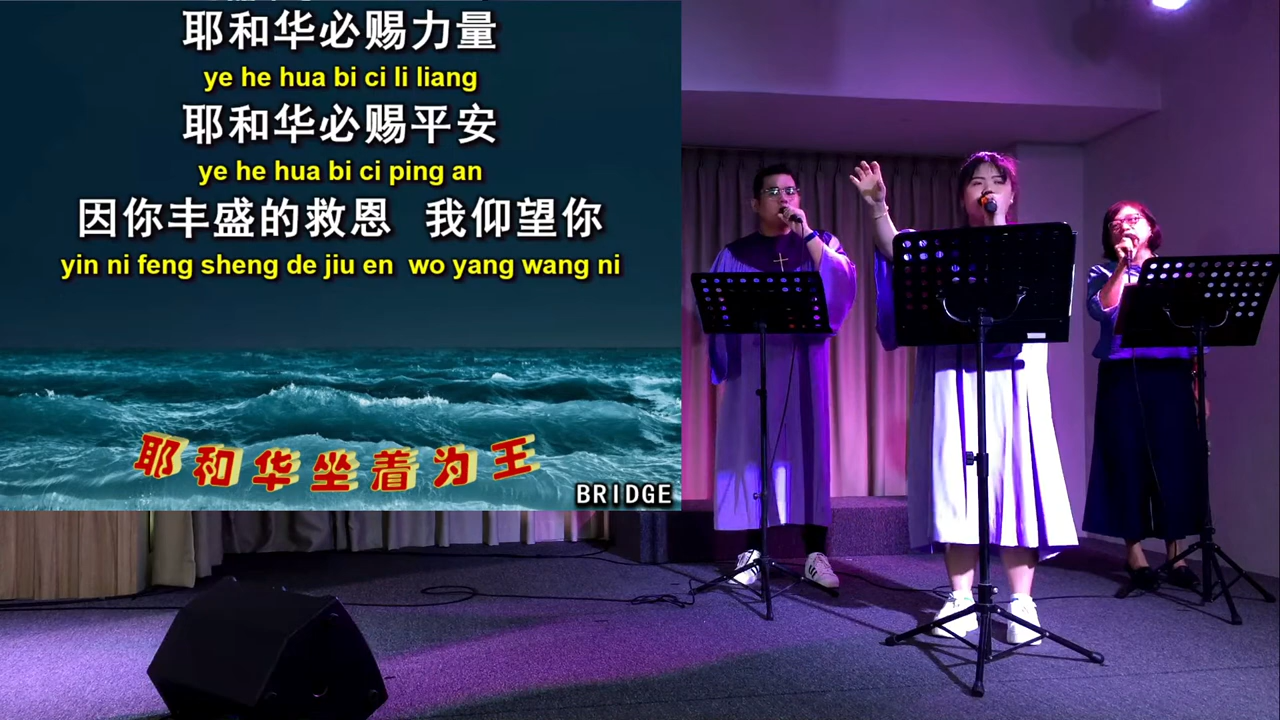 耶和华必赐力量
ye he hua bi ci li liang
耶和华必赐平安
ye he hua bi ci ping an
因你丰盛的救恩 我仰望你
yin ni feng sheng de jiu en wo yang wang ni
耶和华坐着为王
BRIDGE